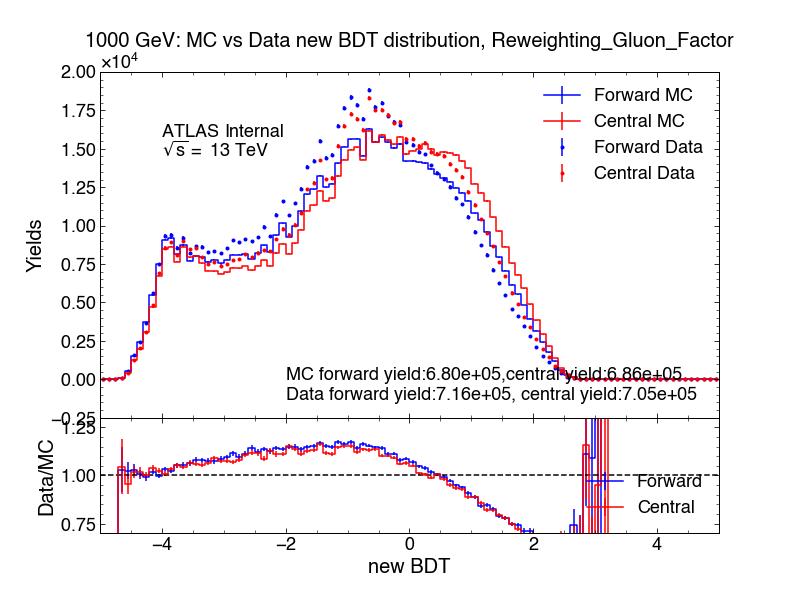 1000 GeV: MC vs Data new BDT distribution, Reweighting_Gluon_Factor
×10⁴
2.00
1.75
1.50
1.25
1.00
0.75
0.50
0.25
0.00
−0.25
Yields
ATLAS Internal
√s = 13 TeV
Forward MC
Central MC
Forward Data
Central Data
MC forward yield:6.80e+05,central yield:6.86e+05
Data forward yield:7.16e+05, central yield:7.05e+05
1.25
1.00
0.75
Data/MC
Forward
Central
−4 −2 0 2 4
new BDT